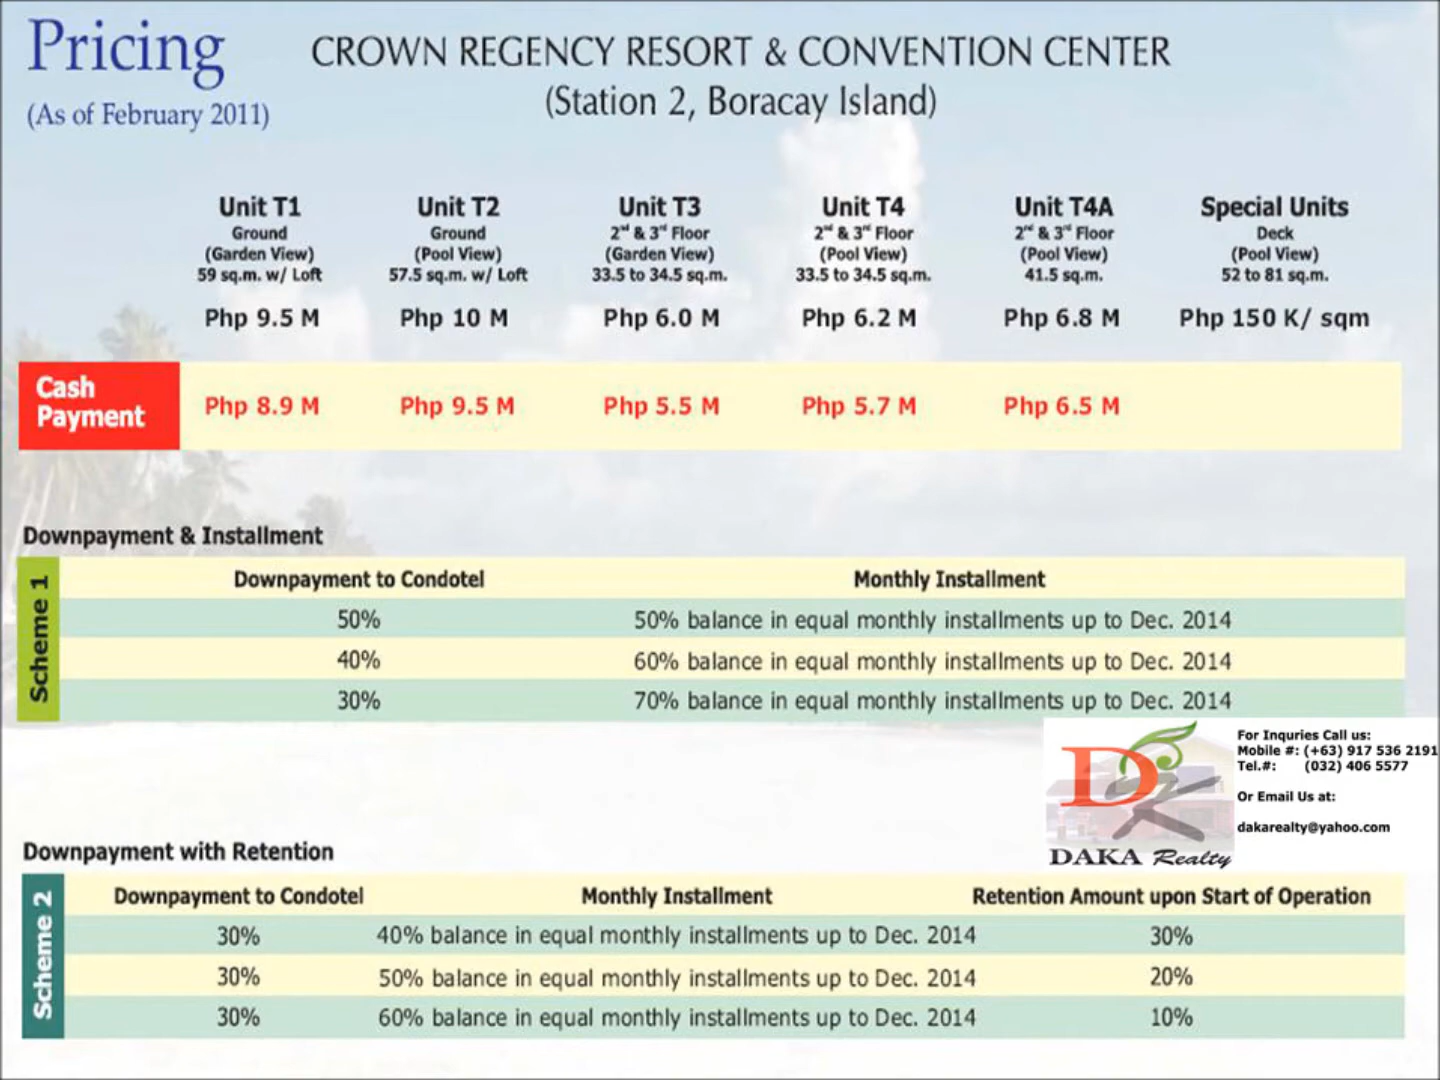 Pricing
(As of February 2011)
CROWN REGENCY RESORT & CONVENTION CENTER
(Station 2, Boracay Island)
Unit T1 Unit T2 Unit T3 Unit T4 Unit T4A Special Units
Ground Ground 2nd & 3rd Floor 2nd & 3rd Floor 2nd & 3rd Floor Deck
(Garden View) (Pool View) (Garden View) (Pool View) (Pool View) (Pool View)
59 sq.m. w/ Loft 57.5 sq.m. w/ Loft 33.5 to 34.5 sq.m. 33.5 to 34.5 sq.m. 41.5 sq.m. 52 to 81 sq.m.
Php 9.5 M Php 10 M Php 6.0 M Php 6.2 M Php 6.8 M Php 150 K/ sqm
Cash
Payment
Php 8.9 M Php 9.5 M Php 5.5 M Php 5.7 M Php 6.5 M
Downpayment & Installment
Scheme 1
Downpayment to Condotel Monthly Installment
50% 50% balance in equal monthly installments up to Dec. 2014
40% 60% balance in equal monthly installments up to Dec. 2014
30% 70% balance in equal monthly installments up to Dec. 2014
For Inquries Call us:
Mobile #: (+63) 917 536 2191
Tel.#: (032) 406 5577
Or Email Us at:
dakarealty@yahoo.com
DK
DAKA Realty
Downpayment with Retention
Scheme 2
Downpayment to Condotel Monthly Installment Retention Amount upon Start of Operation
30% 40% balance in equal monthly installments up to Dec. 2014 30%
30% 50% balance in equal monthly installments up to Dec. 2014 20%
30% 60% balance in equal monthly installments up to Dec. 2014 10%